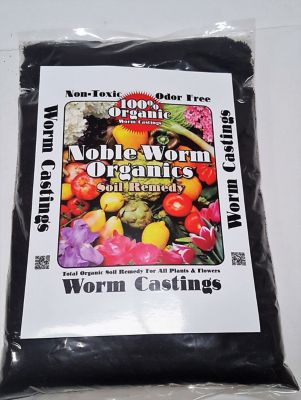 Non-Toxic Odor Free
100%
Organic
Worm Castings
Noble Worm
Organics
Soil Remedy
Worm Castings
Worm Castings
Total Organic Soil Remedy For All Plants & Flowers
Worm Castings